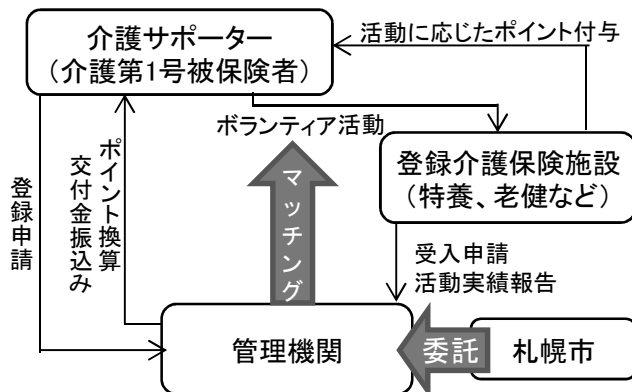 介護サポーター
（介護第1号被保険者）
活動に応じたポイント付与
ボランティア活動
登録介護保険施設
（特養、老健など）
登録申請
ポイント換算
交付金振込み
マッチング
受入申請
活動実績報告
管理機関
委託
札幌市